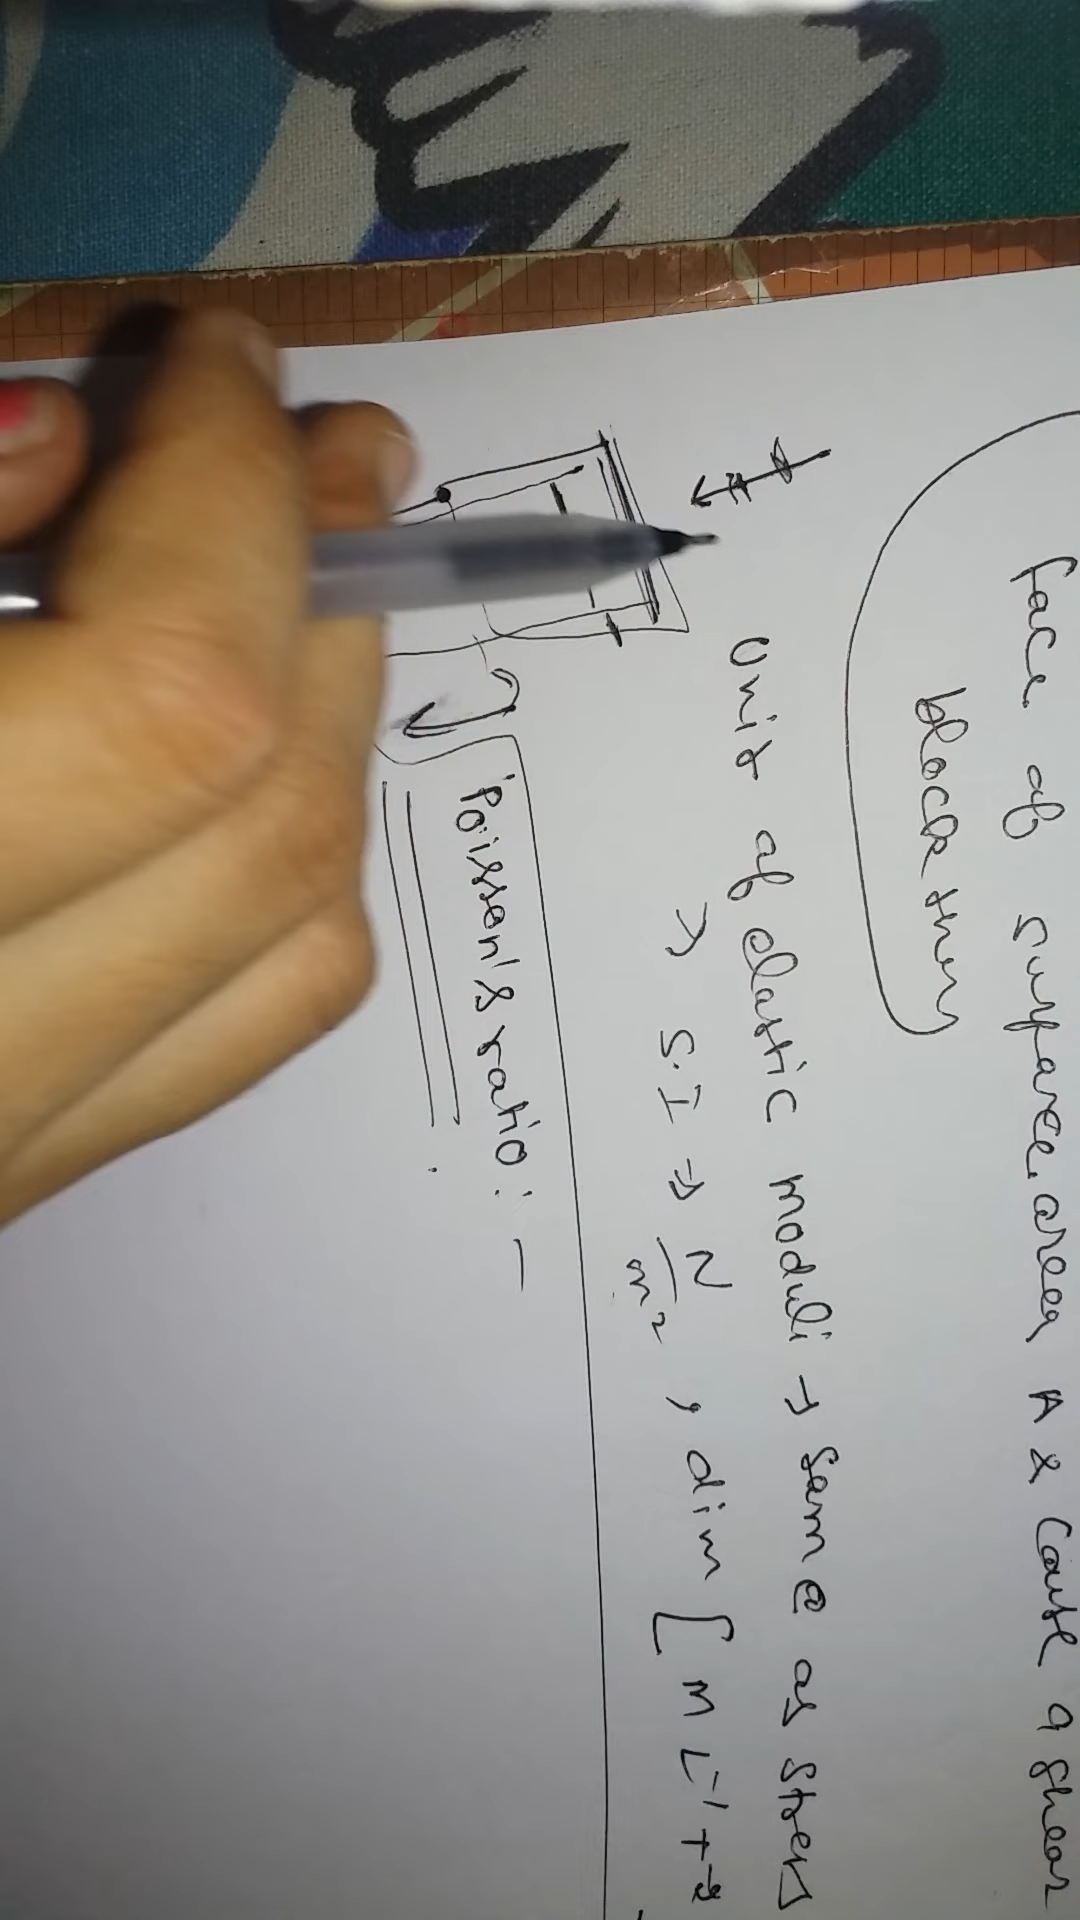 face of surface area A & cause a shear
block then
Unit of elastic moduli → same as stress
→ S.I → N/m² , dim [ M L⁻¹ T⁻²
Poisson's ratio : -